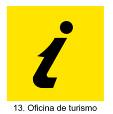 i
13. Oficina de turismo